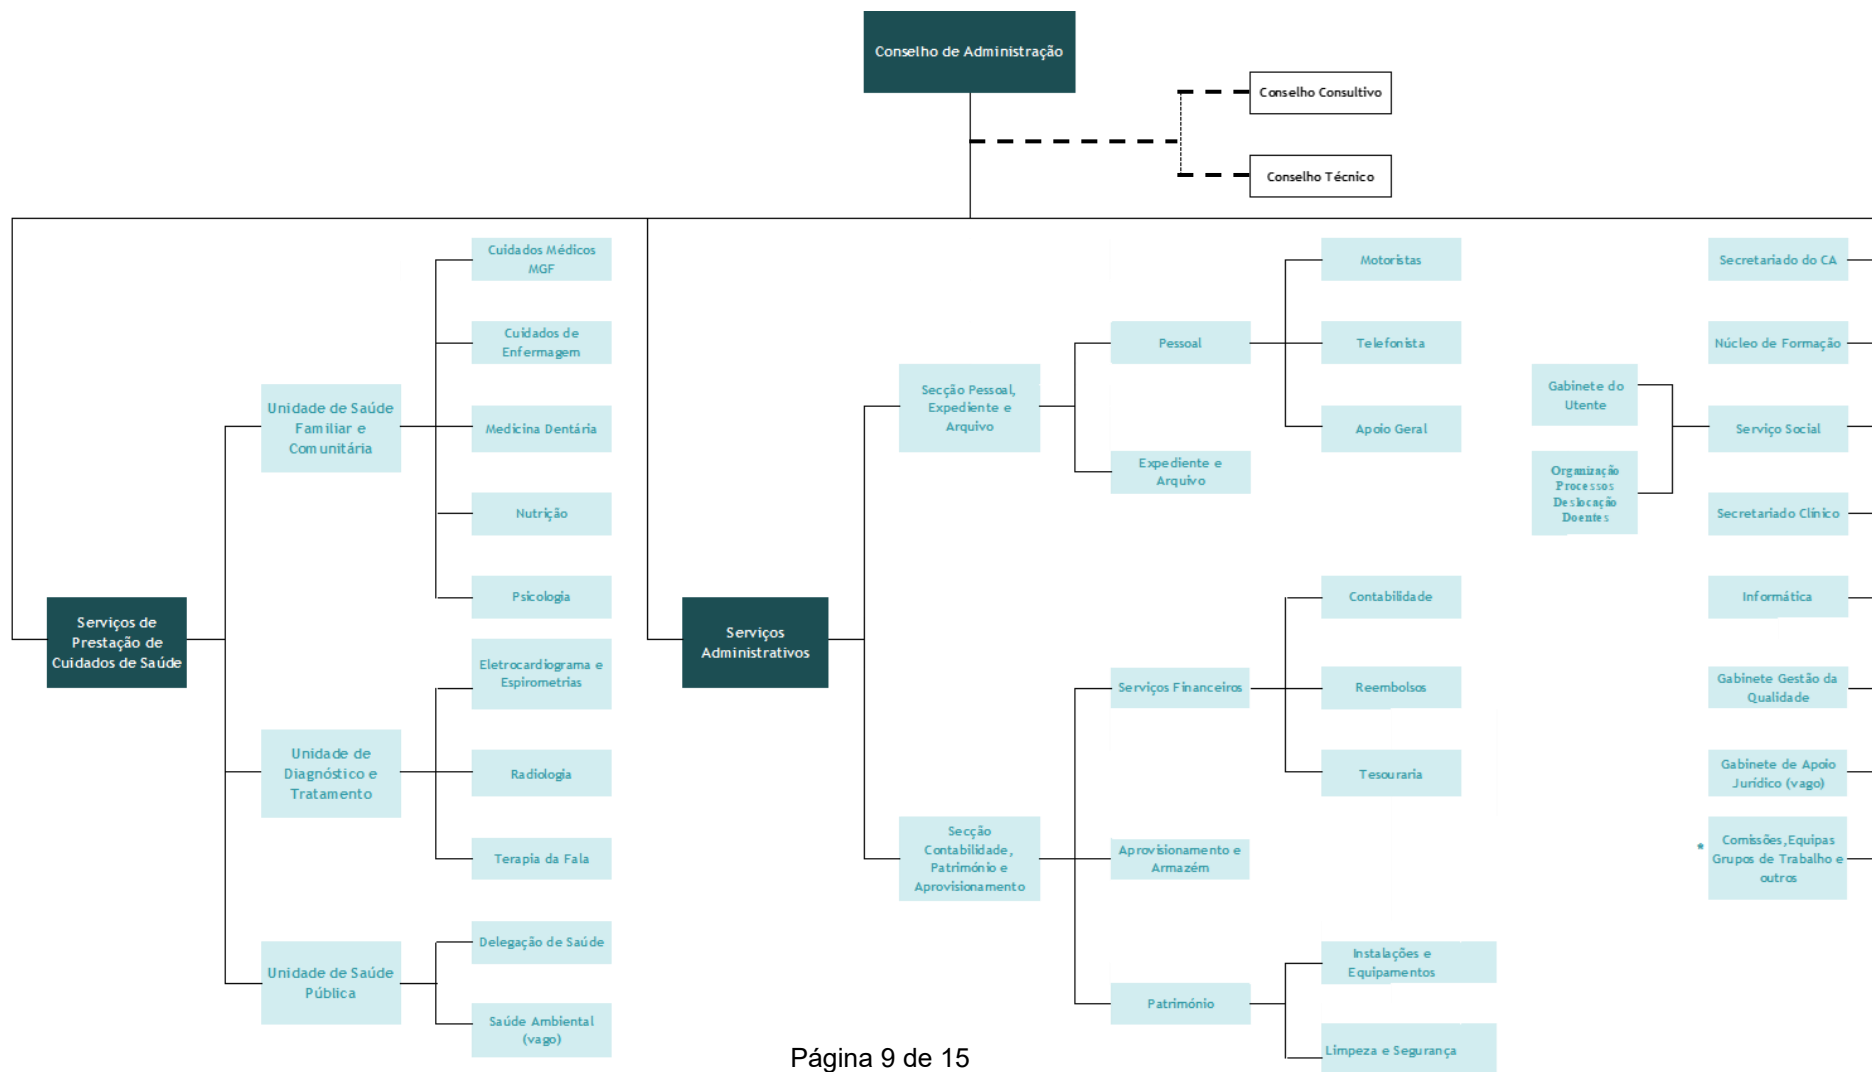 Conselho de Administração
Conselho Consultivo
Conselho Técnico
Serviços de
Prestação de
Cuidados de Saúde
Unidade de Saúde
Familiar e
Comunitária
Cuidados Médicos
MGF
Cuidados de
Enfermagem
Medicina Dentária
Nutrição
Psicologia
Unidade de
Diagnóstico e
Tratamento
Eletrocardiograma e
Espirometrias
Radiologia
Terapia da Fala
Unidade de Saúde
Pública
Delegação de Saúde
Saúde Ambiental
(vago)
Serviços
Administrativos
Secção Pessoal,
Expediente e
Arquivo
Pessoal
Motoristas
Telefonista
Apoio Geral
Expediente e
Arquivo
Secção
Contabilidade,
Património e
Aprovisionamento
Serviços Financeiros
Contabilidade
Reembolsos
Tesouraria
Aprovisionamento e
Armazém
Património
Instalações e
Equipamentos
Limpeza e Segurança
Secretariado do CA
Núcleo de Formação
Gabinete do
Utente
Organização
Processos
Deslocação
Doentes
Serviço Social
Secretariado Clínico
Informática
Gabinete Gestão da
Qualidade
Gabinete de Apoio
Jurídico (vago)
* Comissões,Equipas
Grupos de Trabalho e
outros
Página 9 de 15